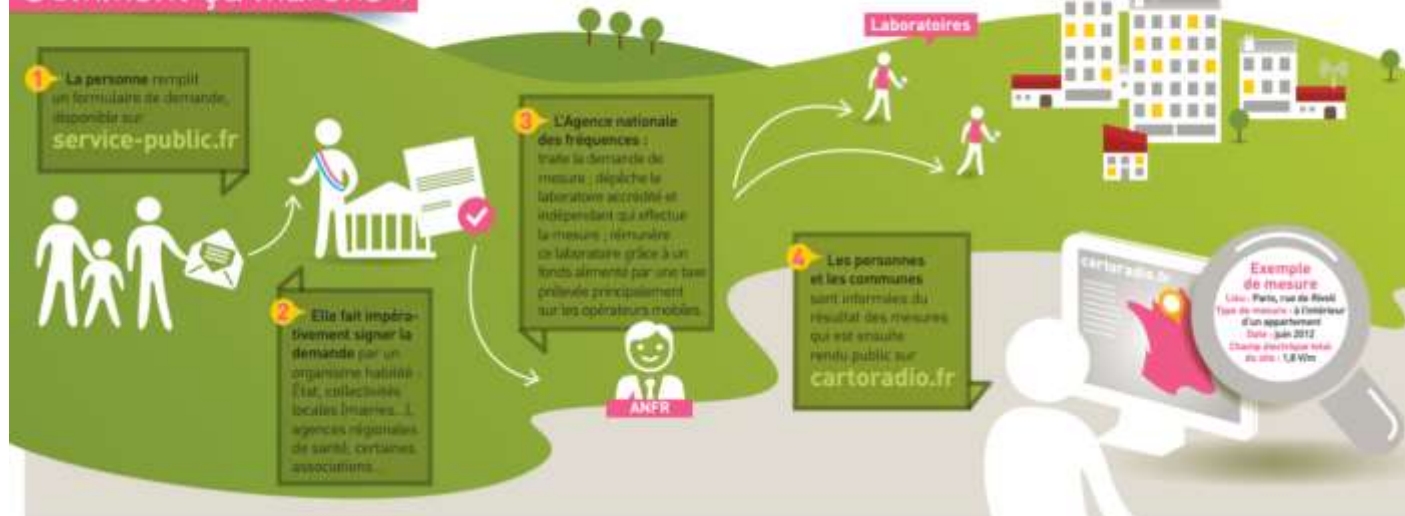 Comment ça marche ?
1 La personne remplit
un formulaire de demande,
disponible sur
service-public.fr
2 Elle fait impéra-
tivement signer la
demande par un
organisme habilité :
État, collectivités
locales (mairies...),
agences régionales
de santé, certaines
associations...
3 L'Agence nationale
des fréquences :
traite la demande de
mesure ; dépêche le
laboratoire accrédité et
indépendant qui effectue
la mesure ; rémunère
ce laboratoire grâce à un
fonds alimenté par une taxe
prélevée principalement
sur les opérateurs mobiles.
ANFR
Laboratoires
4 Les personnes
et les communes
sont informées du
résultat des mesures
qui est ensuite
rendu public sur
cartoradio.fr
cartoradio.fr
Exemple
de mesure
Lieu : Paris, rue de Rivoli
Type de mesure : à l'intérieur
d'un appartement
Date : juin 2012
Champ électrique total
du site : 1,8 V/m